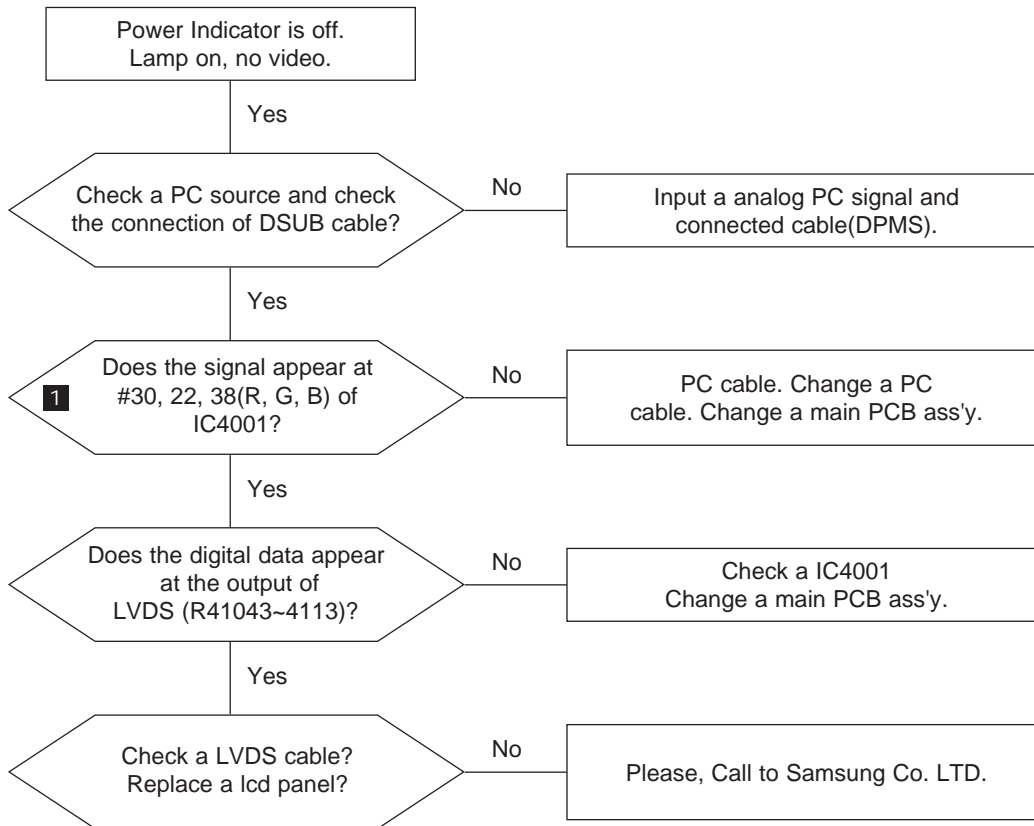 Power Indicator is off.
Lamp on, no video.
Yes
Check a PC source and check
the connection of DSUB cable?
No
Input a analog PC signal and
connected cable(DPMS).
Yes
1
Does the signal appear at
#30, 22, 38(R, G, B) of
IC4001?
No
PC cable. Change a PC
cable. Change a main PCB ass'y.
Yes
Does the digital data appear
at the output of
LVDS (R41043~4113)?
No
Check a IC4001
Change a main PCB ass'y.
Yes
Check a LVDS cable?
Replace a lcd panel?
No
Please, Call to Samsung Co. LTD.